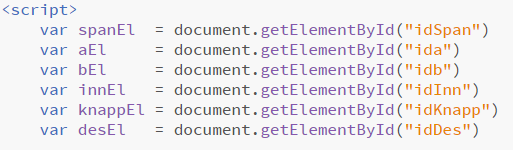 <script>
var spanEl = document.getElementById("idSpan")
var aEl = document.getElementById("ida")
var bEl = document.getElementById("idb")
var innEl = document.getElementById("idInn")
var knappEl = document.getElementById("idKnapp")
var desEl = document.getElementById("idDes")